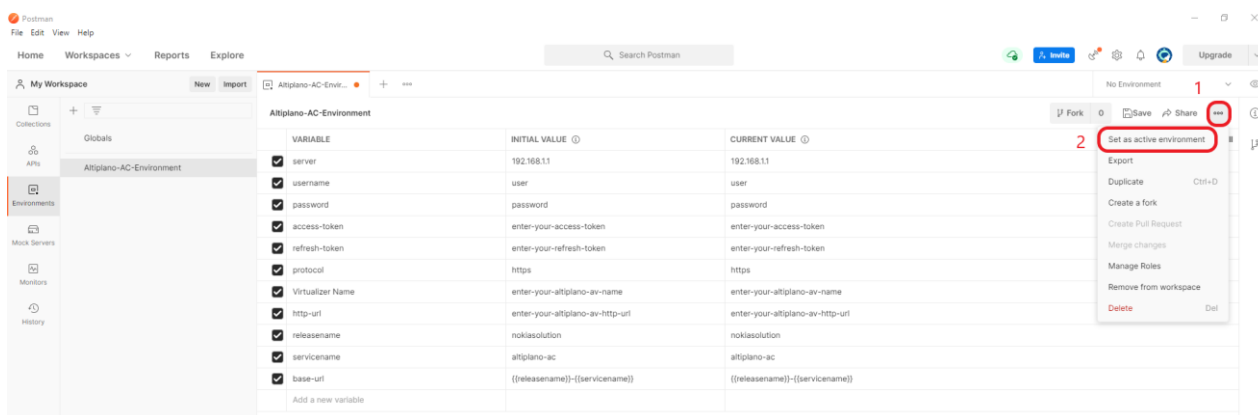 Postman
File Edit View Help
Home Workspaces Reports Explore Search Postman Invite Upgrade
My Workspace New Import Altiplano-AC-Envir... No Environment
1
Collections
APIs
Environments
Mock Servers
Monitors
History
Globals
Altiplano-AC-Environment
Altiplano-AC-Environment Fork 0 Save Share
VARIABLE INITIAL VALUE CURRENT VALUE
server 192.168.1.1 192.168.1.1
username user user
password password password
access-token enter-your-access-token enter-your-access-token
refresh-token enter-your-refresh-token enter-your-refresh-token
protocol https https
Virtualizer Name enter-your-altiplano-av-name enter-your-altiplano-av-name
http-url enter-your-altiplano-av-http-url enter-your-altiplano-av-http-url
releasename nokiasolution nokiasolution
servicename altiplano-ac altiplano-ac
base-url {{releasename}}-{{servicename}} {{releasename}}-{{servicename}}
Add a new variable
2 Set as active environment
Export
Duplicate Ctrl+D
Create a fork
Create Pull Request
Merge changes
Manage Roles
Remove from workspace
Delete Del